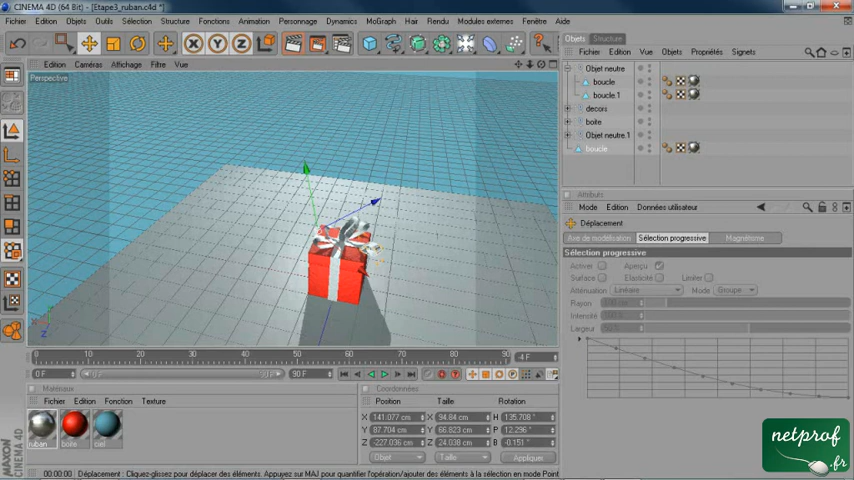 CINEMA 4D (64 Bit) - [Etape3_ruban.c4d *]
Fichier Edition Objets Outils Sélection Structure Fonctions Animation Personnage Dynamics MoGraph Hair Rendu Modules externes Fenêtre Aide
Objets Structure
Fichier Edition Vue Objets Propriétés Signets
Edition Caméras Affichage Filtre Vue
Perspective
Objet neutre
boucle
boucle.1
decois
boite
Objet neutre.1
boucle
Attributs
Mode Edition Données utilisateur
Déplacement
Axe de modélisation Sélection progressive Magnétisme
Sélection progressive
Activer Aperçu
Surface Elasticité Limiter
Atténuation Linéaire Mode Groupe
Rayon 100 cm
Intensité 100 %
Largeur 50 %
X Y Z
0 10 20 30 40 50 60 70 80 90 -4 F
0 F 0 F 90 F 90 F
Matériaux
Fichier Edition Fonction Texture
ruban boite ciel
Coordonnées
Position Taille Rotation
X 141.077 cm X 94.84 cm H 135.708 °
Y 87.704 cm Y 66.823 cm P 12.296 °
Z -227.036 cm Z 24.038 cm B -0.151 °
Objet Taille Appliquer
MAXON CINEMA 4D
00:00:00 Déplacement : Cliquez-glissez pour déplacer des éléments. Appuyez sur MAJ pour quantifier l'opération/ajouter des éléments à la sélection en mode Point
netprof
.fr